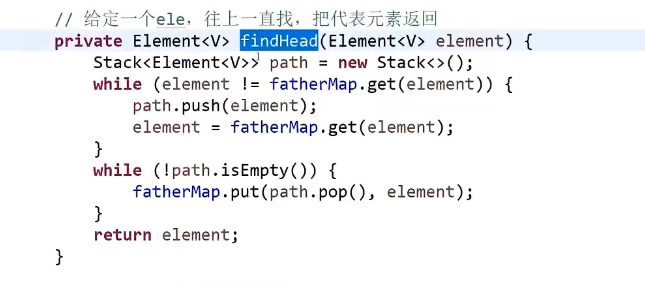 // 给定一个ele，往上一直找，把代表元素返回
private Element<V> findHead(Element<V> element) {
    Stack<Element<V>> path = new Stack<>();
    while (element != fatherMap.get(element)) {
        path.push(element);
        element = fatherMap.get(element);
    }
    while (!path.isEmpty()) {
        fatherMap.put(path.pop(), element);
    }
    return element;
}